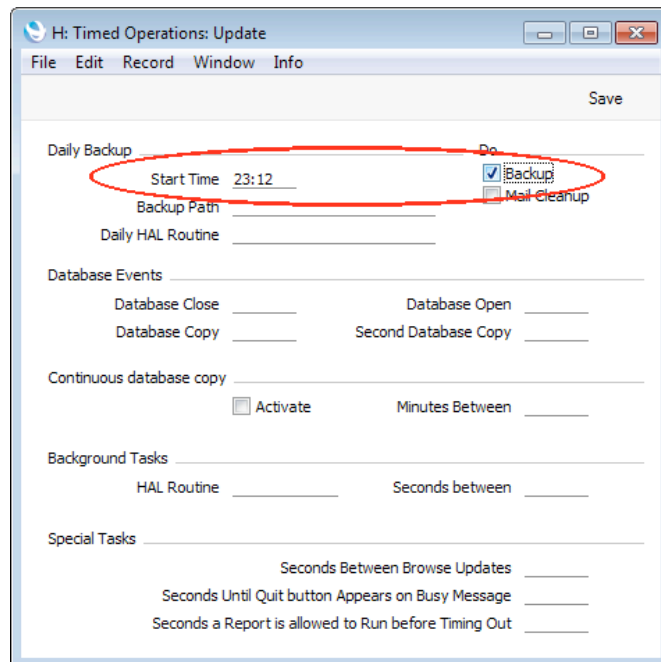 H: Timed Operations: Update
File Edit Record Window Info
Save
Daily Backup Do
Start Time 23:12 Backup
Backup Path Mail Cleanup
Daily HAL Routine
Database Events
Database Close Database Open
Database Copy Second Database Copy
Continuous database copy
Activate Minutes Between
Background Tasks
HAL Routine Seconds between
Special Tasks
Seconds Between Browse Updates
Seconds Until Quit button Appears on Busy Message
Seconds a Report is allowed to Run before Timing Out